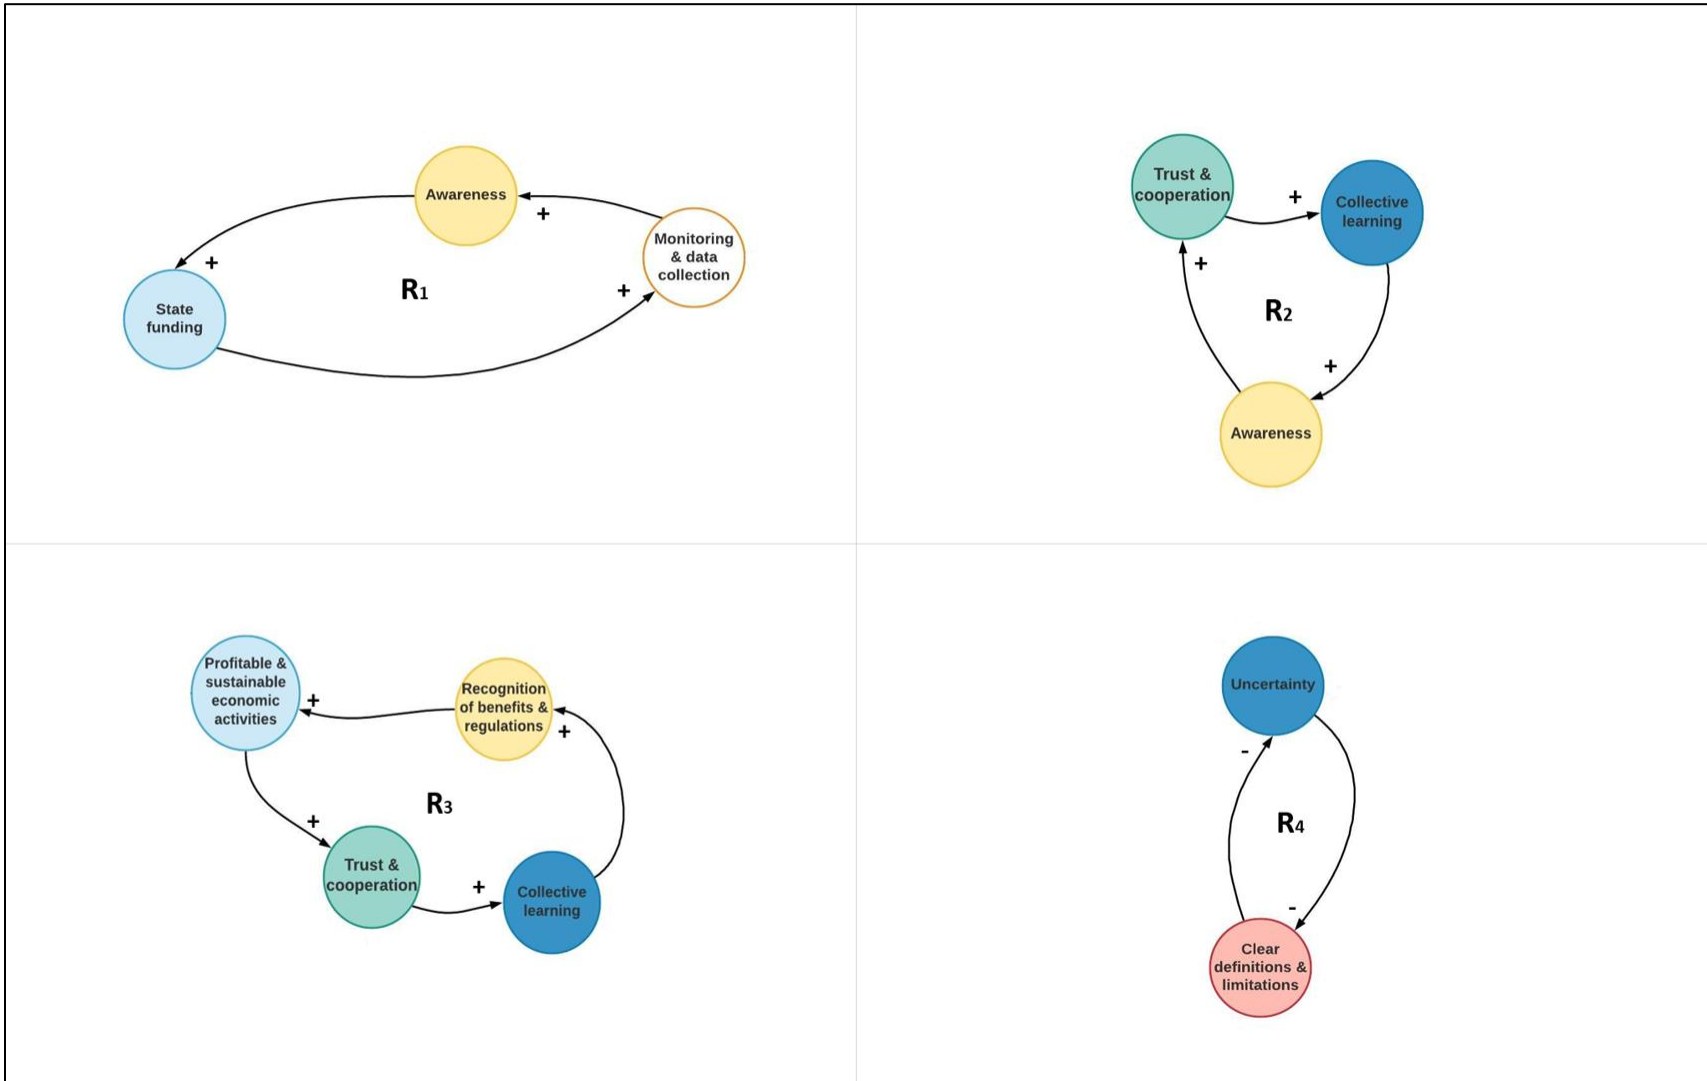 Awareness
+
Monitoring
& data
collection
+
R1
+
State
funding
Trust &
cooperation
+
Collective
learning
+
R2
+
Awareness
Profitable &
sustainable
economic
activities
+
Recognition
of benefits &
regulations
+
R3
+
Trust &
cooperation
+
Collective
learning
Uncertainty
-
R4
-
Clear
definitions &
limitations